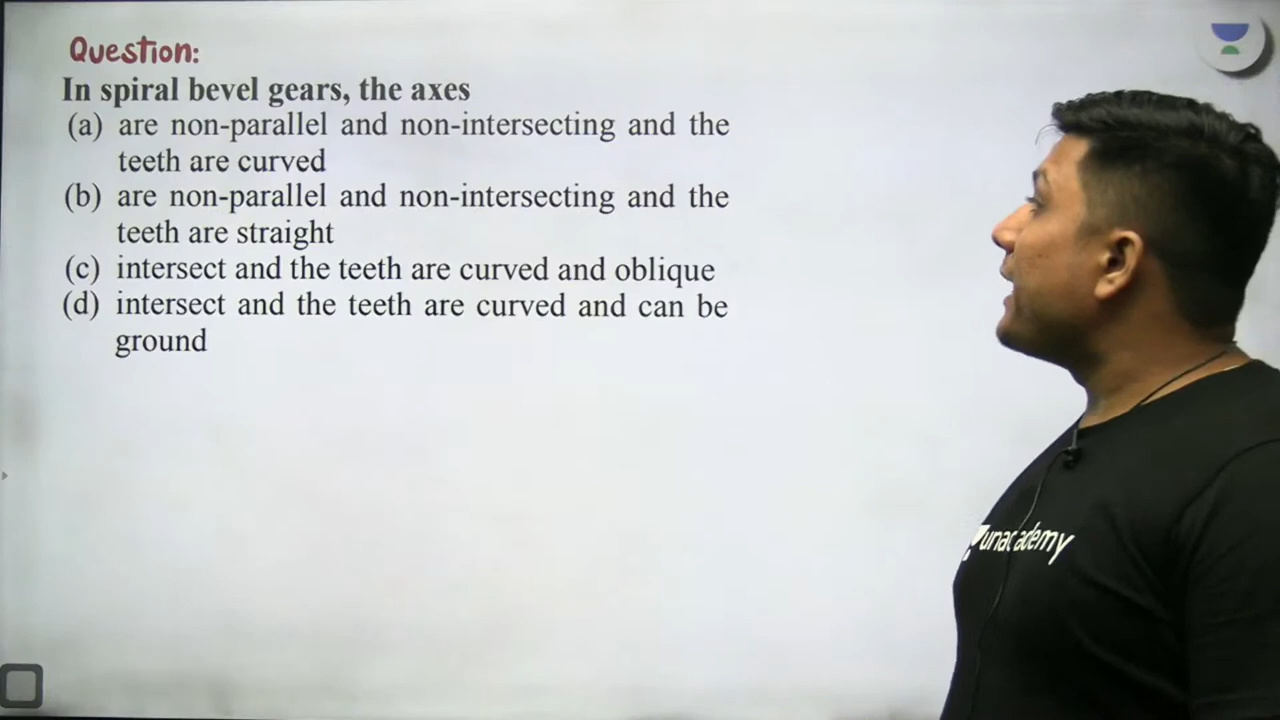 Question:
In spiral bevel gears, the axes
(a) are non-parallel and non-intersecting and the
teeth are curved
(b) are non-parallel and non-intersecting and the
teeth are straight
(c) intersect and the teeth are curved and oblique
(d) intersect and the teeth are curved and can be
ground
unacademy